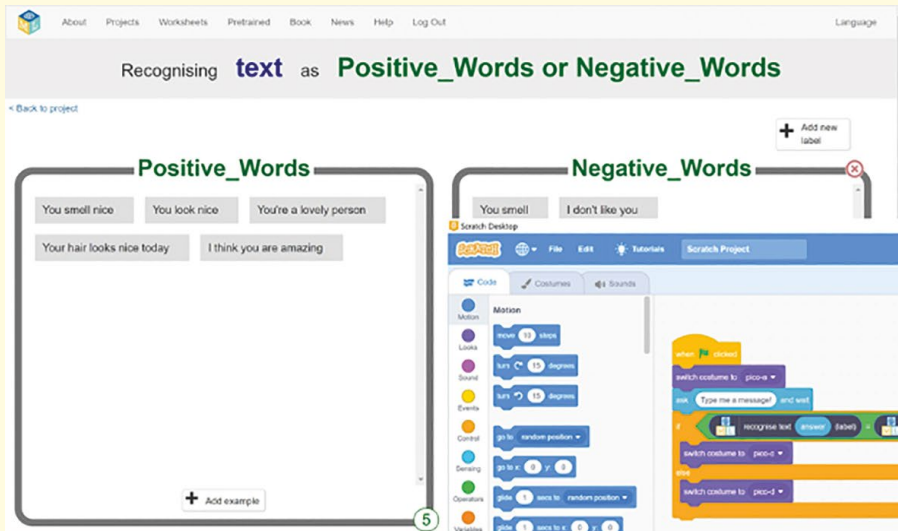 About Projects Worksheets Pretrained Book News Help Log Out Language
Recognising text as Positive_Words or Negative_Words
< Back to project
+ Add new
label
Positive_Words
You smell nice You look nice You're a lovely person
Your hair looks nice today I think you are amazing
+ Add example
5
Negative_Words
You smell I don't like you
Scratch Desktop
SCRATCH File Edit Tutorials Scratch Project
Code Costumes Sounds
Motion
Looks
Sound
Events
Control
Sensing
Operators
Variables
Motion
move 10 steps
turn 15 degrees
turn 15 degrees
go to random position
go to x: 0 y: 0
glide 1 secs to random position
glide 1 secs to x: 0 y: 0
when clicked
switch costume to pico-a
ask Type me a message! and wait
if recognise text answer (label) =
switch costume to pico-c
else
switch costume to pico-d